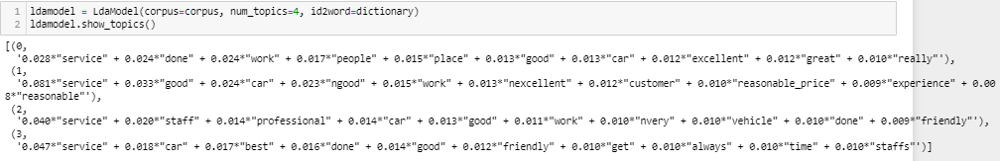 1 ldamodel = LdaModel(corpus=corpus, num_topics=4, id2word=dictionary)
2 ldamodel.show_topics()
[(0,
'0.028*"service" + 0.024*"done" + 0.024*"work" + 0.017*"people" + 0.015*"place" + 0.013*"good" + 0.013*"car" + 0.012*"excellent" + 0.012*"great" + 0.010*"really"'),
(1,
'0.081*"service" + 0.033*"good" + 0.024*"car" + 0.023*"ngood" + 0.015*"work" + 0.013*"nexcellent" + 0.012*"customer" + 0.010*"reasonable_price" + 0.009*"experience" + 0.00
8*"reasonable"'),
(2,
'0.040*"service" + 0.020*"staff" + 0.014*"professional" + 0.014*"car" + 0.013*"good" + 0.011*"work" + 0.010*"nvery" + 0.010*"vehicle" + 0.010*"done" + 0.009*"friendly"'),
(3,
'0.047*"service" + 0.018*"car" + 0.017*"best" + 0.016*"done" + 0.014*"good" + 0.012*"friendly" + 0.010*"get" + 0.010*"always" + 0.010*"time" + 0.010*"staffs"')]